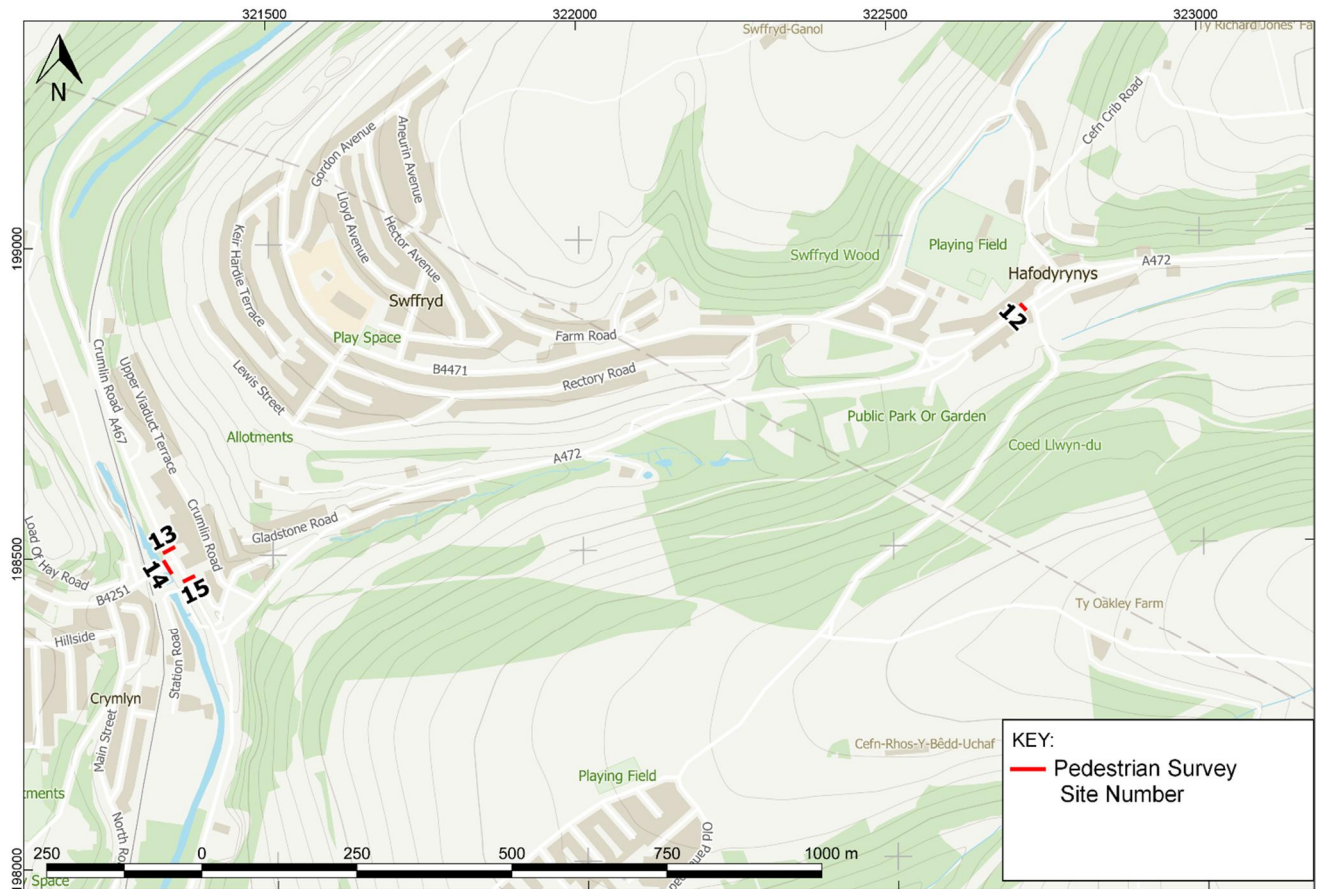 321500
322000
322500
323000
Swffryd-Ganol
Ty Richard Jones' Fa
N
Cefn Crib Road
Gordon Avenue
Aneurin Avenue
Lloyd Avenue
Hector Avenue
Keir Hardie Terrace
199000
Swffryd Wood
Playing Field
Hafodyrynys
A472
Swffryd
12
Play Space
Farm Road
B4471
Rectory Road
Lewis Street
Crumlin Road A467
Upper Viaduct Terrace
Allotments
Public Park Or Garden
Coed Llwyn-du
A472
Crumlin Road
Gladstone Road
198500
Load Of Hay Road
13
14
15
B4251
Hillside
Station Road
Ty Oakley Farm
Crymlyn
Main Street
Cefn-Rhos-Y-Bêdd-Uchaf
KEY:
Pedestrian Survey
Site Number
Playing Field
tments
North Ro
Old Pan
198000
y Space
250 0 250 500 750 1000 m